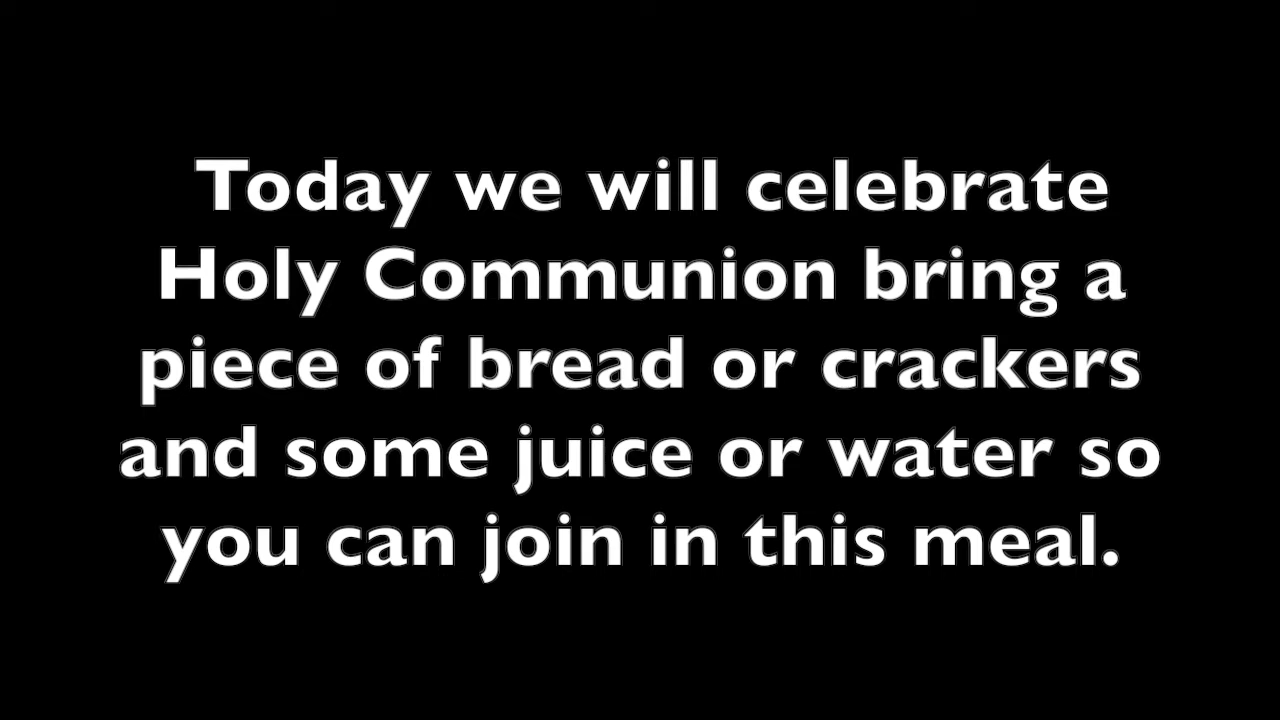 Today we will celebrate
Holy Communion bring a
piece of bread or crackers
and some juice or water so
you can join in this meal.